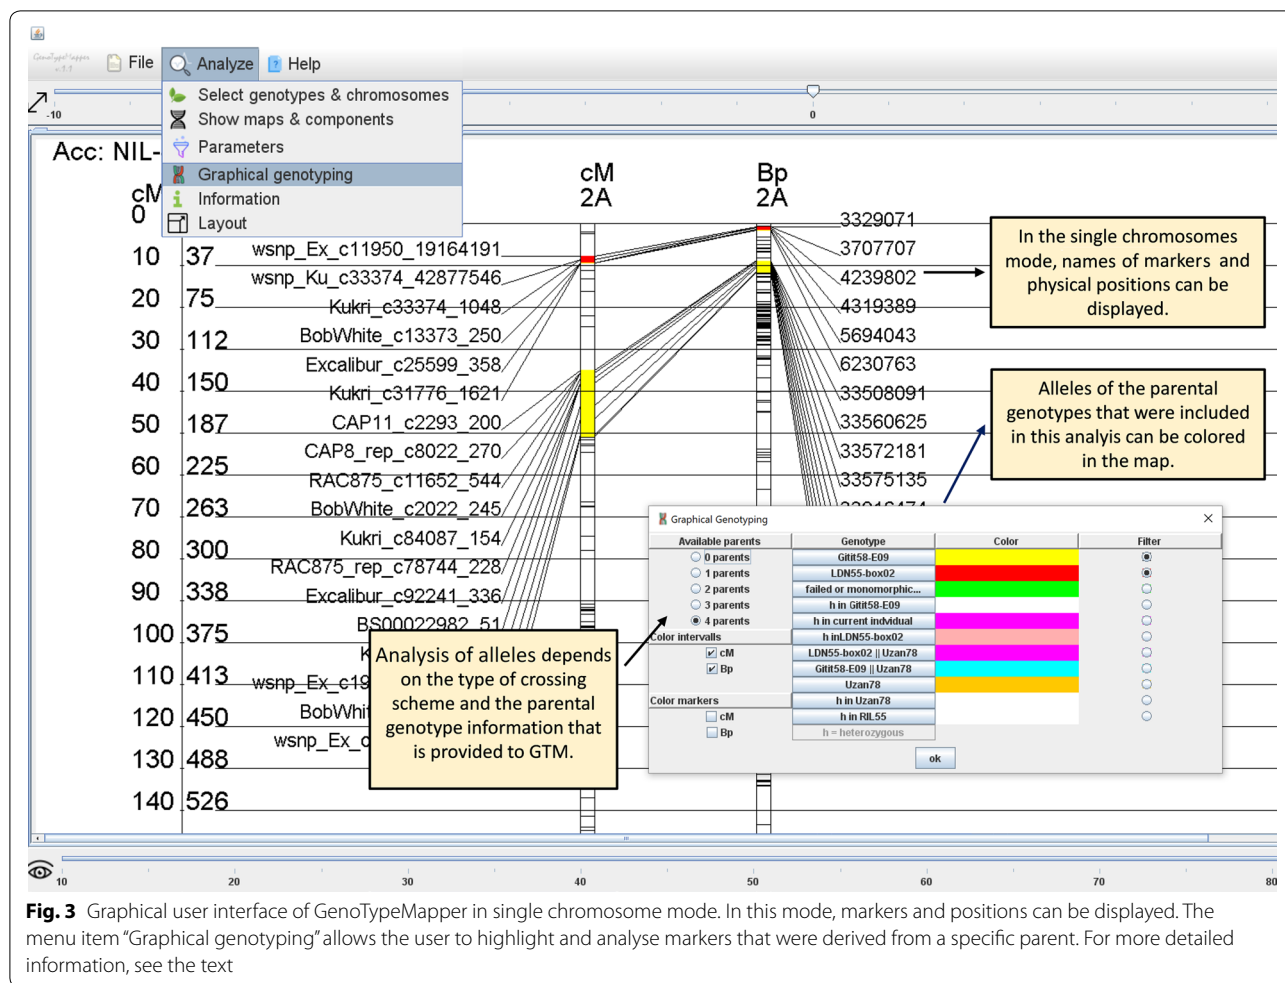 GenoTypeMapper
v.1.1
File
Analyze
Help
Select genotypes & chromosomes
Show maps & components
Parameters
Graphical genotyping
Information
Layout
-10
0
Acc: NIL-
cM
cM
2A
Bp
2A
0
10 37
20 75
30 112
40 150
50 187
60 225
70 263
80 300
90 338
100 375
110 413
120 450
130 488
140 526
wsnp_Ex_c11950_19164191
wsnp_Ku_c33374_42877546
Kukri_c33374_1048
BobWhite_c13373_250
Excalibur_c25599_358
Kukri_c31776_1621
CAP11_c2293_200
CAP8_rep_c8022_270
RAC875_c11652_544
BobWhite_c2022_245
Kukri_c84087_154
RAC875_rep_c78744_228
Excalibur_c92241_336
BS00022982_51
K
wsnp_Ex_c19
BobWhit
wsnp_Ex_c
3329071
3707707
4239802
4319389
5694043
6230763
33508091
33560625
33572181
33575135
In the single chromosomes
mode, names of markers and
physical positions can be
displayed.
Alleles of the parental
genotypes that were included
in this analyis can be colored
in the map.
Analysis of alleles depends
on the type of crossing
scheme and the parental
genotype information that
is provided to GTM.
Graphical Genotyping
Available parents Genotype Color Filter
0 parents Gitit58-E09
1 parents LDN55-box02
2 parents failed or monomorphic...
3 parents h in Gitit58-E09
4 parents h in current indvidual
Color intervalls h inLDN55-box02
cM LDN55-box02 || Uzan78
Bp Gitit58-E09 || Uzan78
Uzan78
Color markers h in Uzan78
cM h in RIL55
Bp h = heterozygous
ok
10 20 30 40 50 60 70 80
Fig. 3 Graphical user interface of GenoTypeMapper in single chromosome mode. In this mode, markers and positions can be displayed. The
menu item “Graphical genotyping” allows the user to highlight and analyse markers that were derived from a specific parent. For more detailed
information, see the text